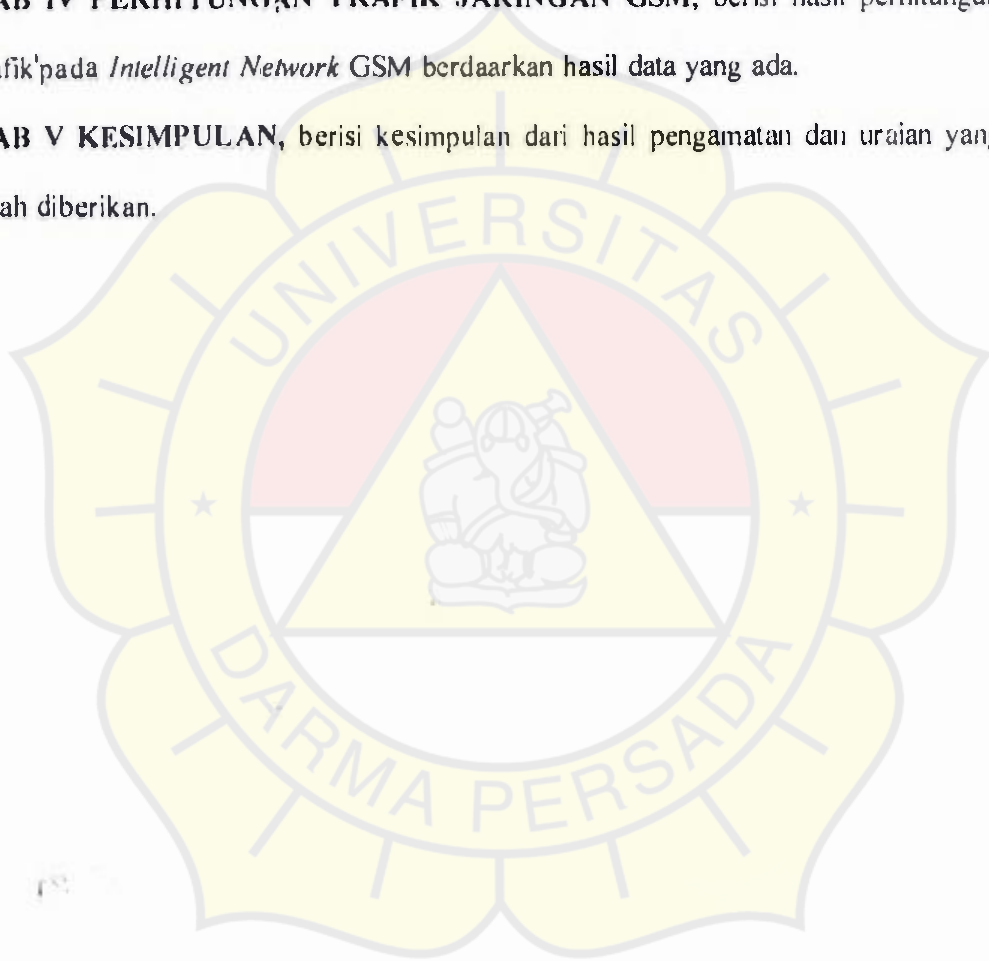 AB IV PERHITUNGAN TRAFIK JARINGAN GSM, berisi hasil perhitungan
afik'pada Intelligent Network GSM berdaarkan hasil data yang ada.
AB V KESIMPULAN, berisi kesimpulan dari hasil pengamatan dan uraian yang
ah diberikan.
UNIVERSITAS
DARMA PERSADA